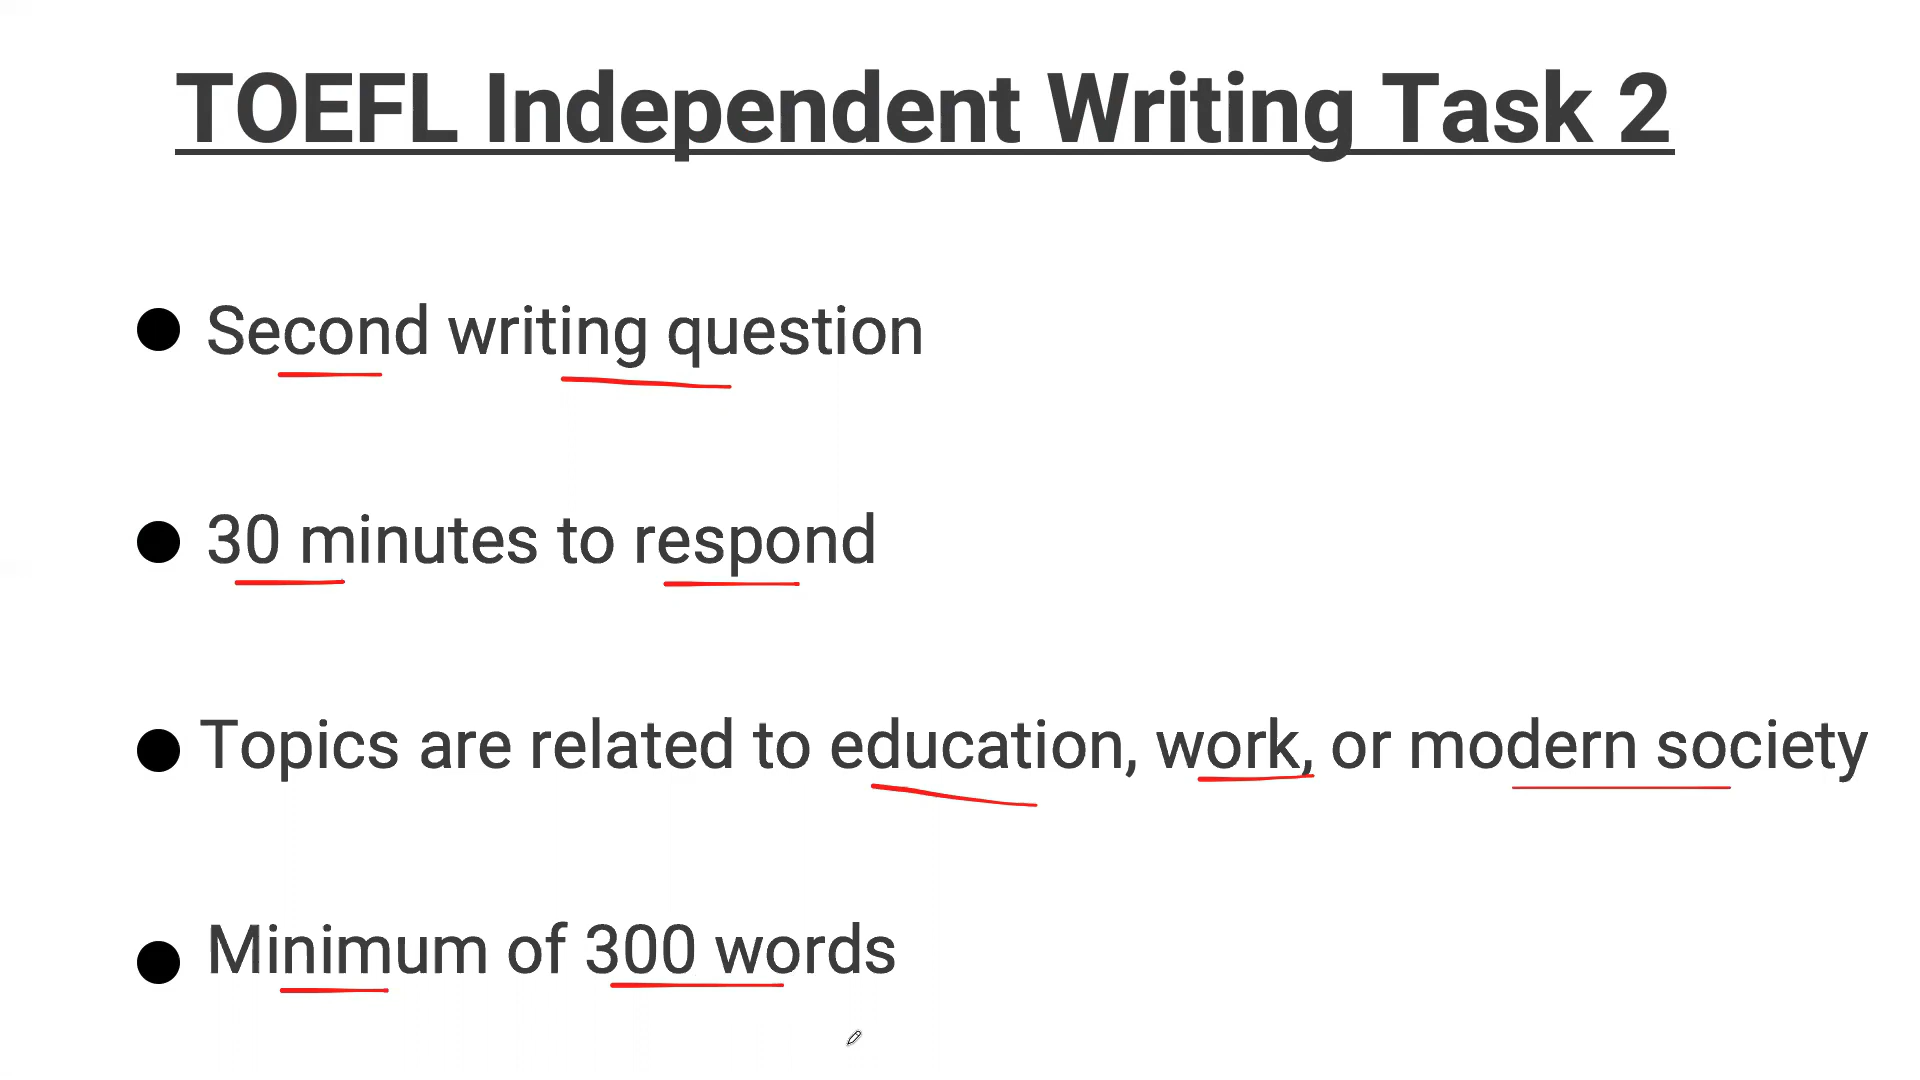 TOEFL Independent Writing Task 2
Second writing question
30 minutes to respond
Topics are related to education, work, or modern society
Minimum of 300 words